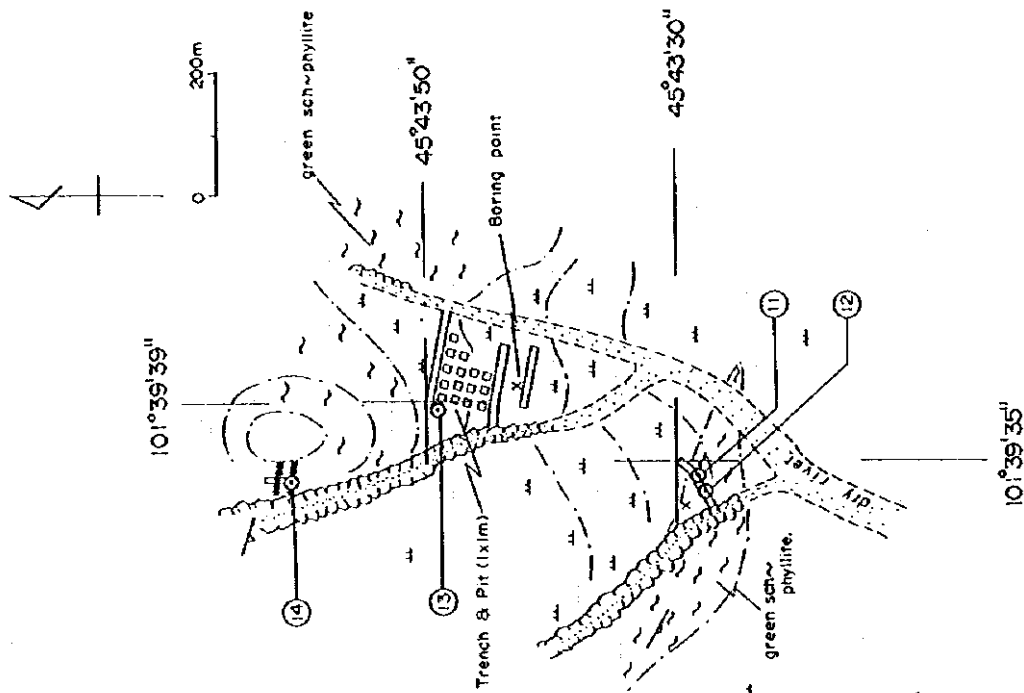 0
200m
green sch~phyllite
101°39'39"
45°43'50"
Boring point
14
13
Trench & Pit (1x1m)
45°43'30"
11
12
green sch~
phyllite.
dry river
101°39'35"